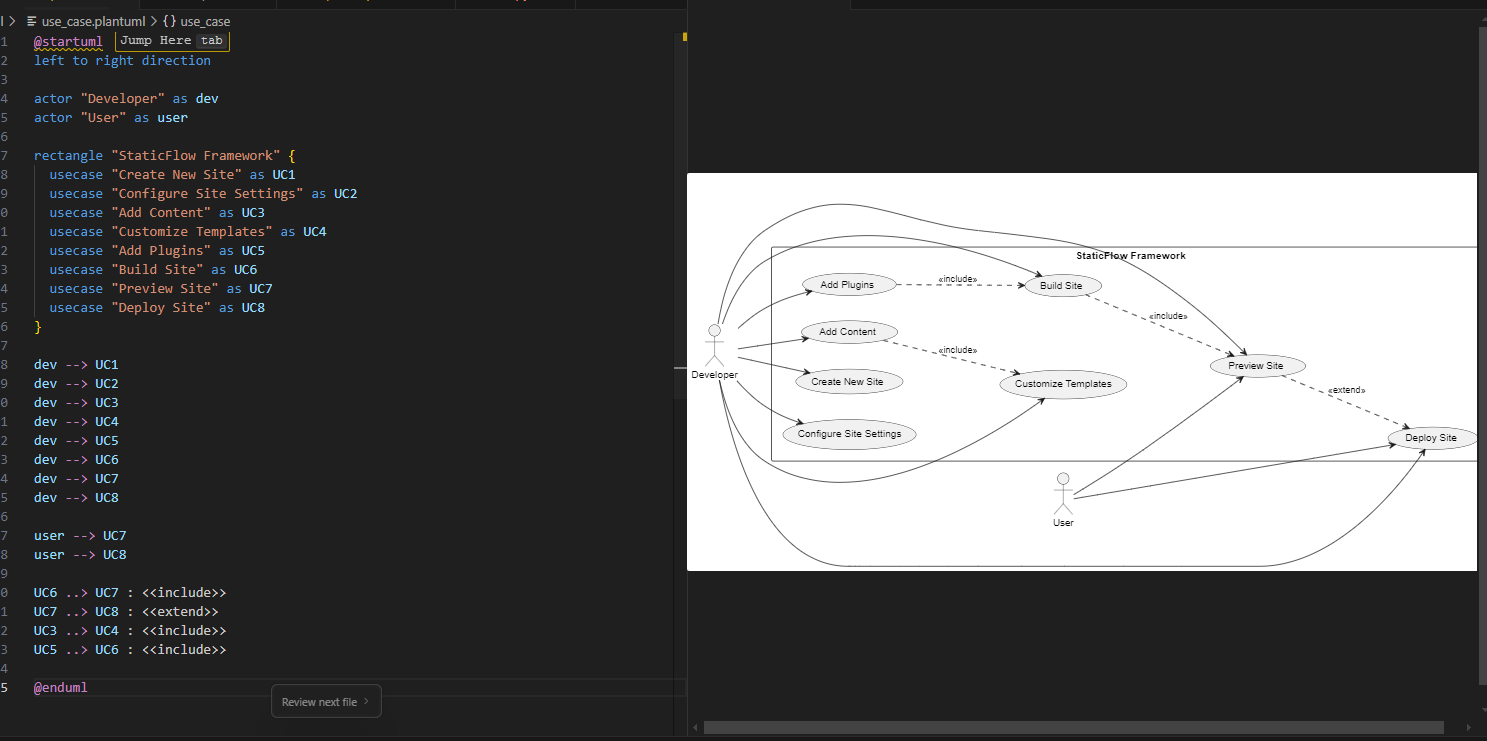 l > use_case.plantuml > {} use_case
1 @startuml Jump Here tab
2 left to right direction
3
4 actor "Developer" as dev
5 actor "User" as user
6
7 rectangle "StaticFlow Framework" {
8 usecase "Create New Site" as UC1
9 usecase "Configure Site Settings" as UC2
0 usecase "Add Content" as UC3
1 usecase "Customize Templates" as UC4
2 usecase "Add Plugins" as UC5
3 usecase "Build Site" as UC6
4 usecase "Preview Site" as UC7
5 usecase "Deploy Site" as UC8
6 }
7
8 dev --> UC1
9 dev --> UC2
0 dev --> UC3
1 dev --> UC4
2 dev --> UC5
3 dev --> UC6
4 dev --> UC7
5 dev --> UC8
6
7 user --> UC7
8 user --> UC8
9
0 UC6 ..> UC7 : <<include>>
1 UC7 ..> UC8 : <<extend>>
2 UC3 ..> UC4 : <<include>>
3 UC5 ..> UC6 : <<include>>
4
5 @enduml
Review next file >
StaticFlow Framework
Add Plugins
«include»
Build Site
«include»
Add Content
«include»
Preview Site
Developer
Create New Site
Customize Templates
«extend»
Configure Site Settings
Deploy Site
User